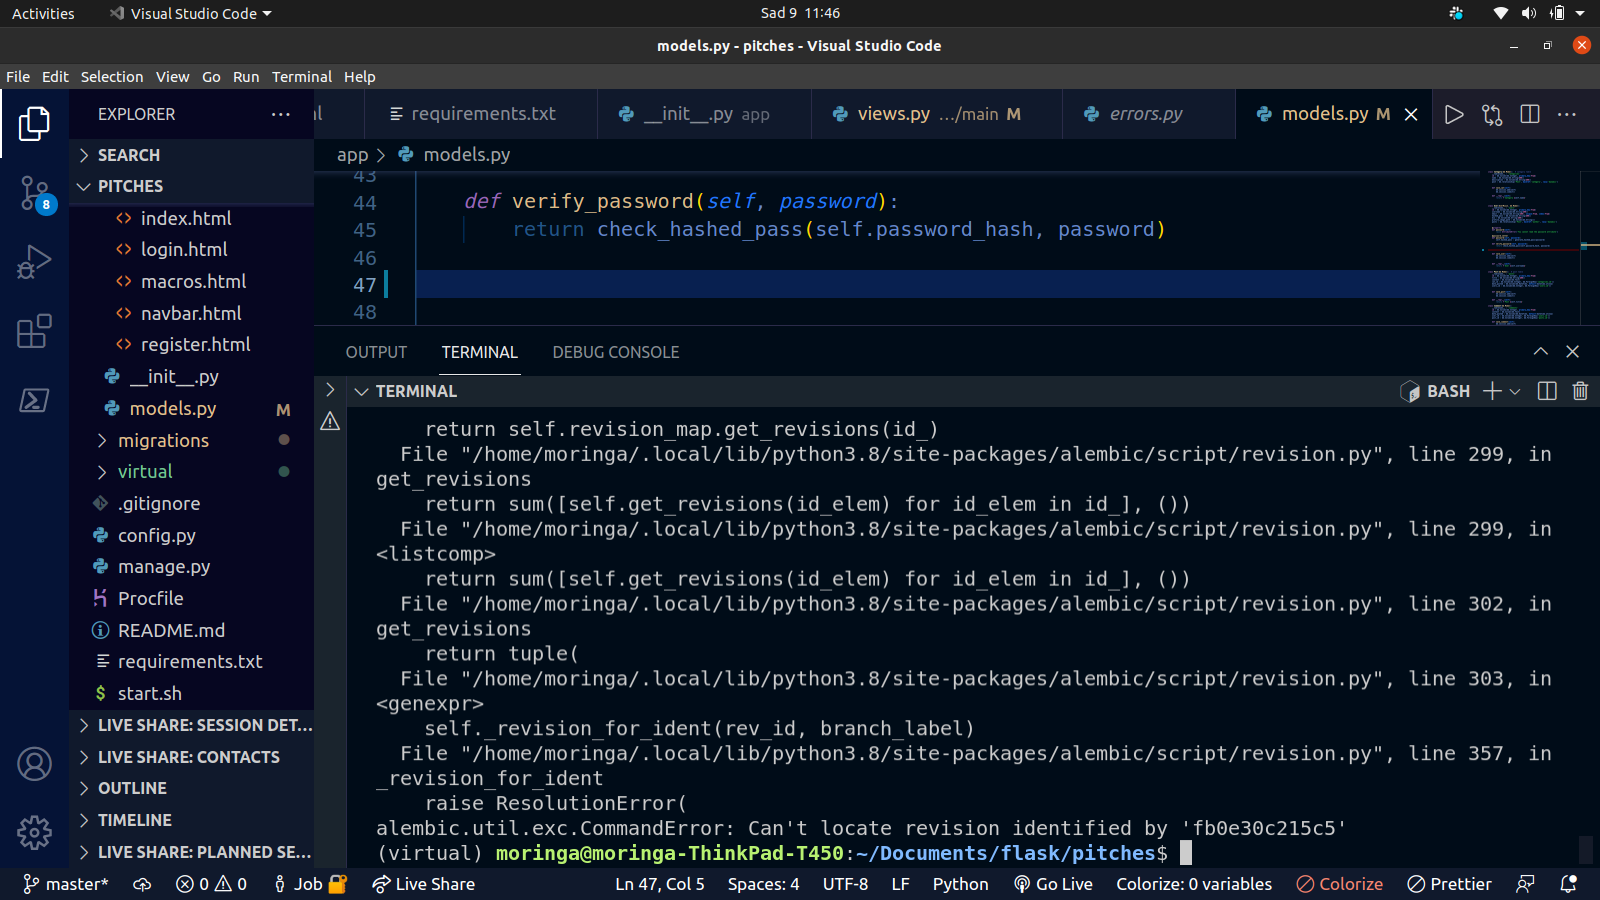 Activities Visual Studio Code Sad 9 11:46
models.py - pitches - Visual Studio Code
File Edit Selection View Go Run Terminal Help
EXPLORER
SEARCH
PITCHES
index.html
login.html
macros.html
navbar.html
register.html
__init__.py
models.py M
migrations
virtual
.gitignore
config.py
manage.py
Procfile
README.md
requirements.txt
start.sh
LIVE SHARE: SESSION DET...
LIVE SHARE: CONTACTS
OUTLINE
TIMELINE
LIVE SHARE: PLANNED SE...
8
requirements.txt __init__.py app views.py .../main M errors.py models.py M
app > models.py
43
44 def verify_password(self, password):
45 return check_hashed_pass(self.password_hash, password)
46
47
48
OUTPUT TERMINAL DEBUG CONSOLE
TERMINAL BASH
return self.revision_map.get_revisions(id_)
File "/home/moringa/.local/lib/python3.8/site-packages/alembic/script/revision.py", line 299, in
get_revisions
return sum([self.get_revisions(id_elem) for id_elem in id_], ())
File "/home/moringa/.local/lib/python3.8/site-packages/alembic/script/revision.py", line 299, in
<listcomp>
return sum([self.get_revisions(id_elem) for id_elem in id_], ())
File "/home/moringa/.local/lib/python3.8/site-packages/alembic/script/revision.py", line 302, in
get_revisions
return tuple(
File "/home/moringa/.local/lib/python3.8/site-packages/alembic/script/revision.py", line 303, in
<genexpr>
self._revision_for_ident(rev_id, branch_label)
File "/home/moringa/.local/lib/python3.8/site-packages/alembic/script/revision.py", line 357, in
_revision_for_ident
raise ResolutionError(
alembic.util.exc.CommandError: Can't locate revision identified by 'fb0e30c215c5'
(virtual) moringa@moringa-ThinkPad-T450:~/Documents/flask/pitches$
master* 0 0 Job Live Share Ln 47, Col 5 Spaces: 4 UTF-8 LF Python Go Live Colorize: 0 variables Colorize Prettier